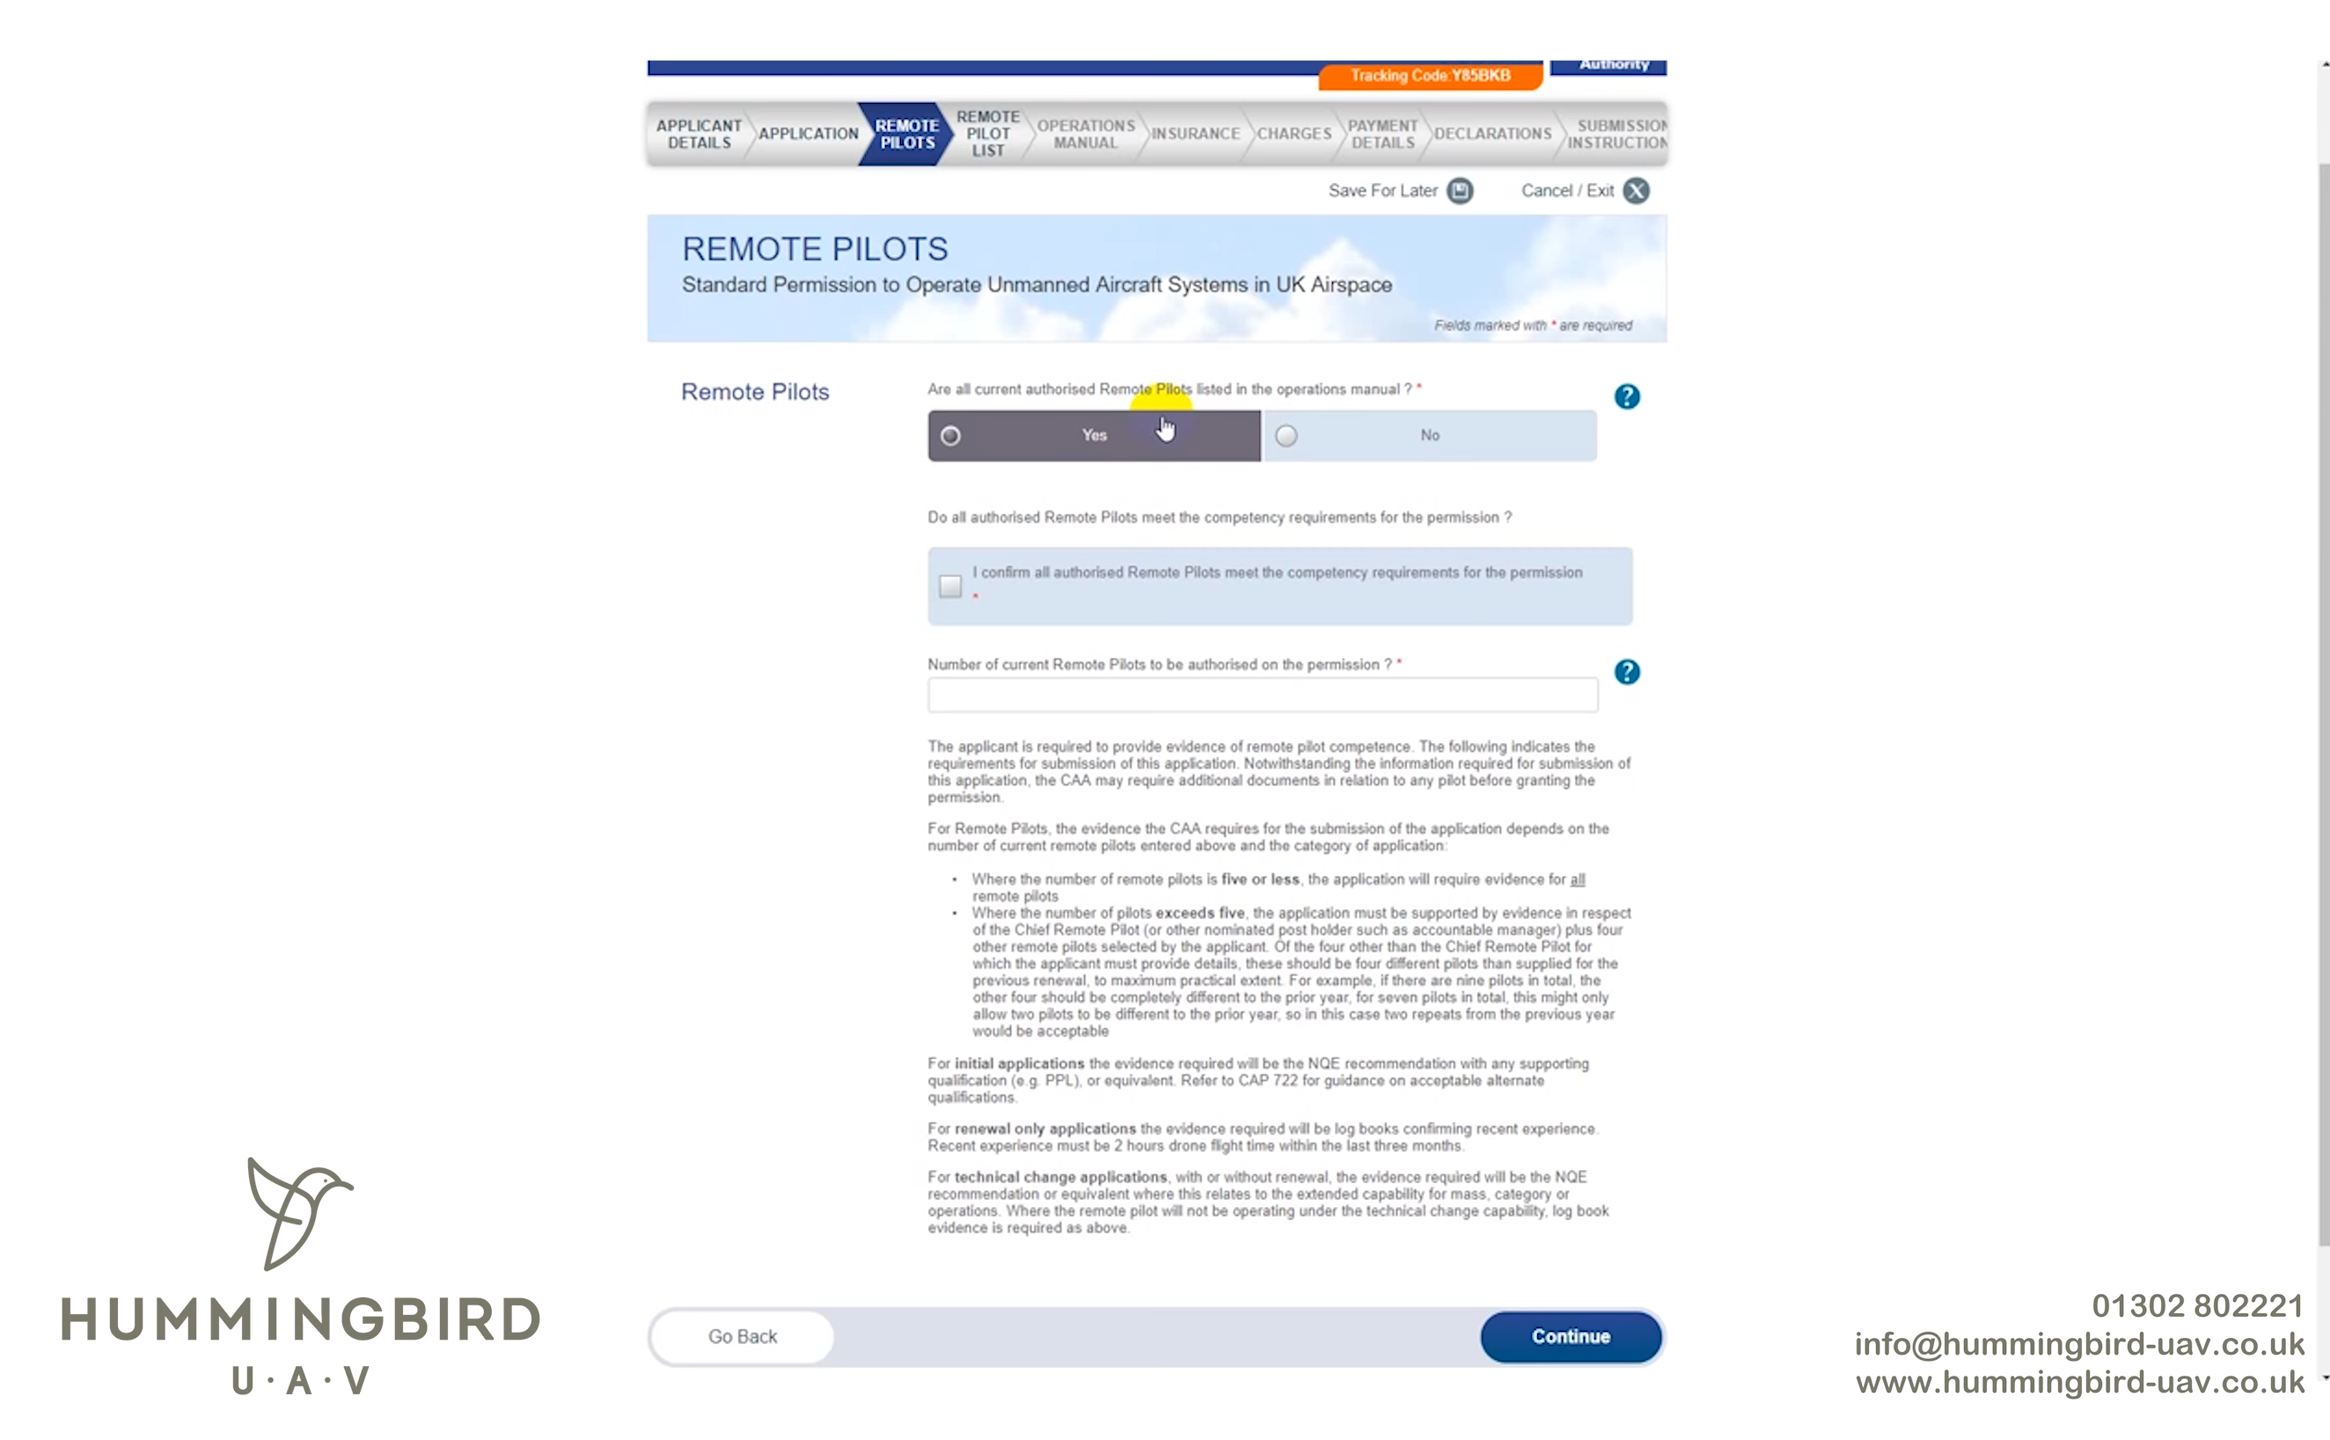 Authority
Tracking Code:Y85BKB
APPLICANT DETAILS
APPLICATION
REMOTE PILOTS
REMOTE PILOT LIST
OPERATIONS MANUAL
INSURANCE
CHARGES
PAYMENT DETAILS
DECLARATIONS
SUBMISSION INSTRUCTION
Save For Later
Cancel / Exit
REMOTE PILOTS
Standard Permission to Operate Unmanned Aircraft Systems in UK Airspace
Fields marked with * are required
Remote Pilots
Are all current authorised Remote Pilots listed in the operations manual ? *
?
Yes
No
Do all authorised Remote Pilots meet the competency requirements for the permission ?
I confirm all authorised Remote Pilots meet the competency requirements for the permission
*
Number of current Remote Pilots to be authorised on the permission ? *
?
The applicant is required to provide evidence of remote pilot competence. The following indicates the
requirements for submission of this application. Notwithstanding the information required for submission of
this application, the CAA may require additional documents in relation to any pilot before granting the
permission.
For Remote Pilots, the evidence the CAA requires for the submission of the application depends on the
number of current remote pilots entered above and the category of application:
• Where the number of remote pilots is five or less, the application will require evidence for all
remote pilots
• Where the number of pilots exceeds five, the application must be supported by evidence in respect
of the Chief Remote Pilot (or other nominated post holder such as accountable manager) plus four
other remote pilots selected by the applicant. Of the four other than the Chief Remote Pilot for
which the applicant must provide details, these should be four different pilots than supplied for the
previous renewal, to maximum practical extent. For example, if there are nine pilots in total, the
other four should be completely different to the prior year, for seven pilots in total, this might only
allow two pilots to be different to the prior year, so in this case two repeats from the previous year
would be acceptable
For initial applications the evidence required will be the NQE recommendation with any supporting
qualification (e.g. PPL), or equivalent. Refer to CAP 722 for guidance on acceptable alternate
qualifications.
For renewal only applications the evidence required will be log books confirming recent experience.
Recent experience must be 2 hours drone flight time within the last three months.
For technical change applications, with or without renewal, the evidence required will be the NQE
recommendation or equivalent where this relates to the extended capability for mass, category or
operations. Where the remote pilot will not be operating under the technical change capability, log book
evidence is required as above.
Go Back
Continue
HUMMINGBIRD
U·A·V
01302 802221
info@hummingbird-uav.co.uk
www.hummingbird-uav.co.uk